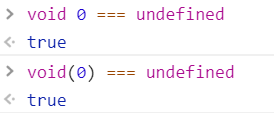 > void 0 === undefined
<· true
> void(0) === undefined
<· true